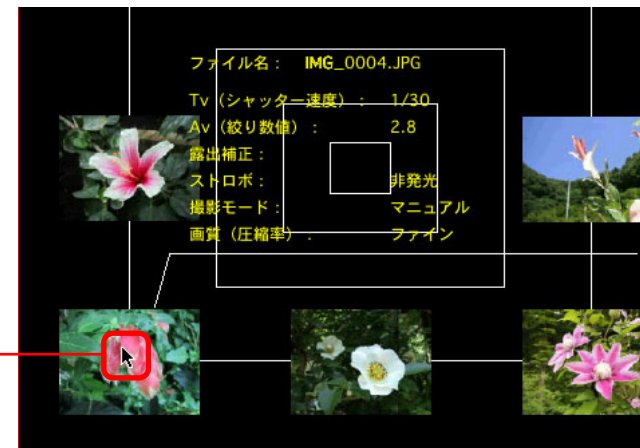 ファイル名： IMG_0004.JPG
Tv（シャッター速度）： 1/30
Av（絞り数値）： 2.8
露出補正：
ストロボ： 非発光
撮影モード： マニュアル
画質（圧縮率）： ファイン